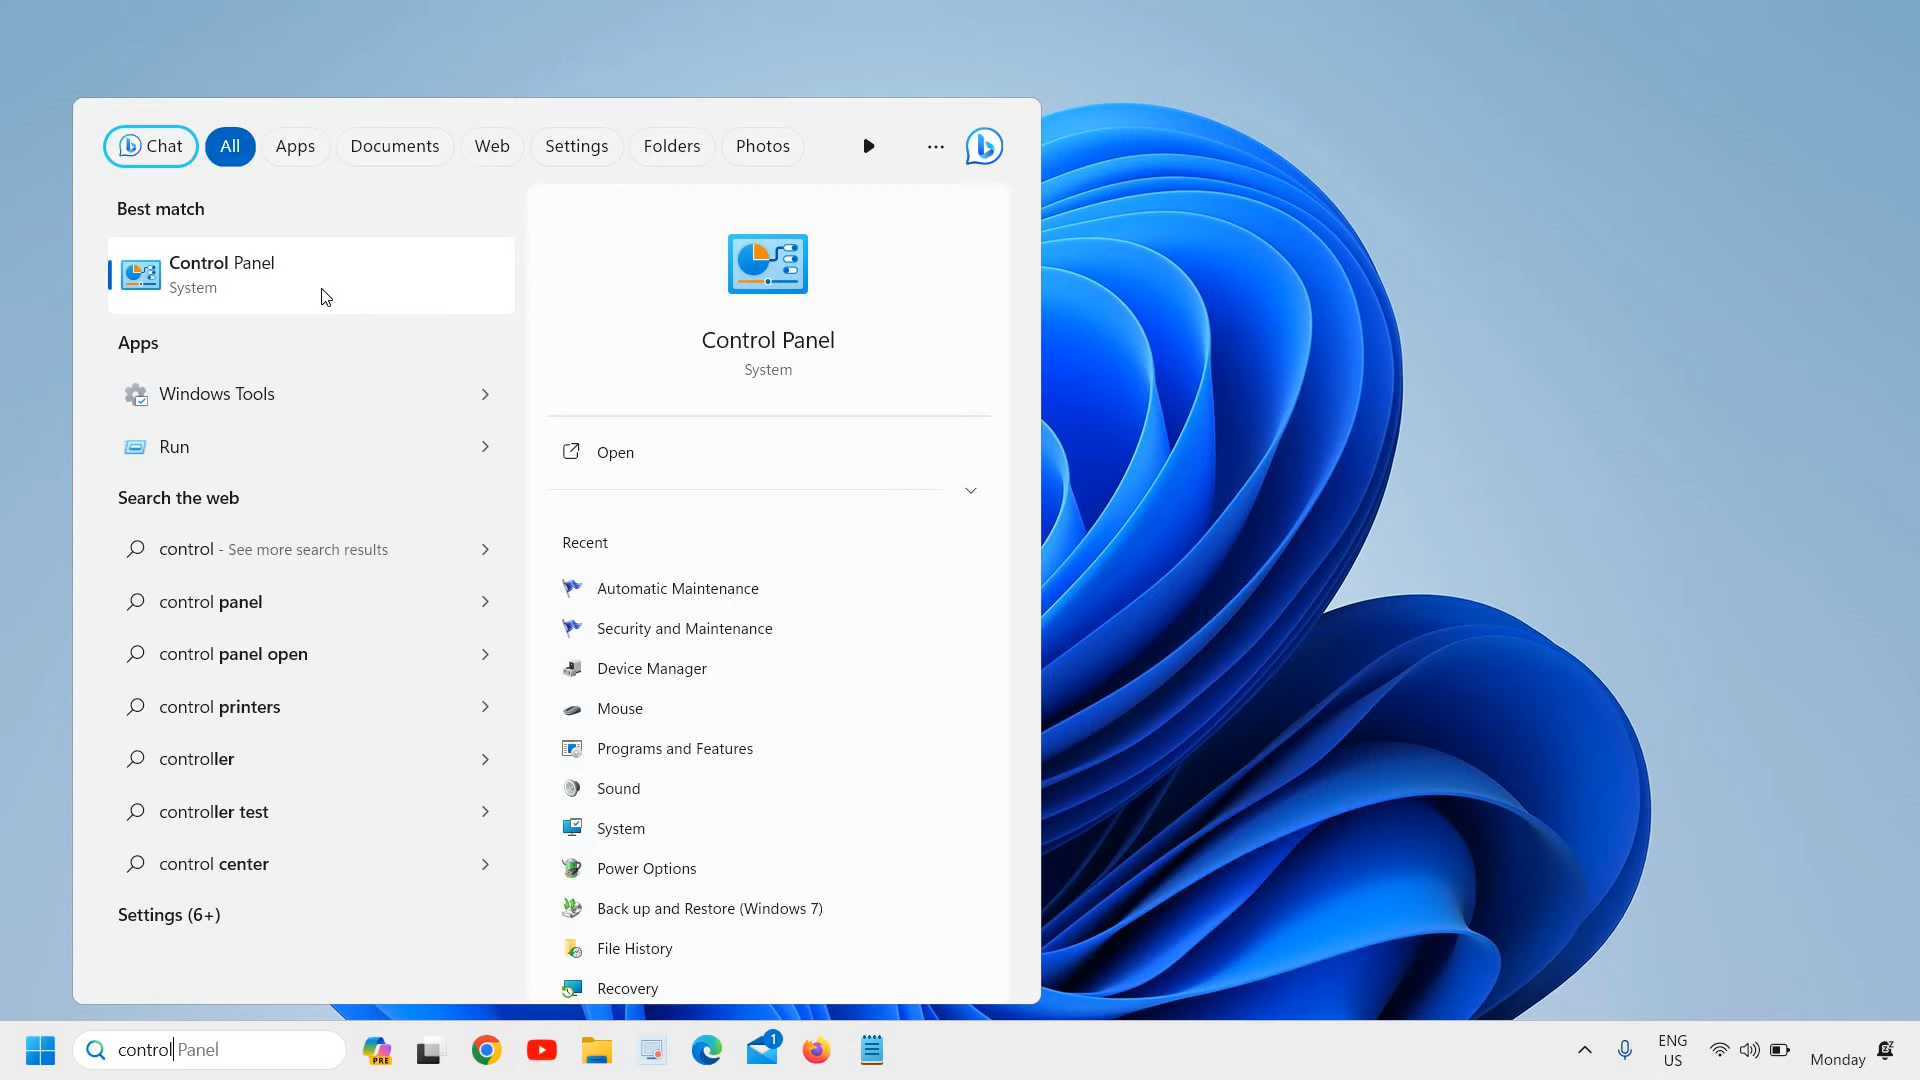 Chat
All
Apps
Documents
Web
Settings
Folders
Photos
Best match
Control Panel
System
Apps
Windows Tools
Run
Search the web
control - See more search results
control panel
control panel open
control printers
controller
controller test
control center
Settings (6+)
Control Panel
System
Open
Recent
Automatic Maintenance
Security and Maintenance
Device Manager
Mouse
Programs and Features
Sound
System
Power Options
Back up and Restore (Windows 7)
File History
Recovery
control Panel
PRE
1
ENG
US
Monday